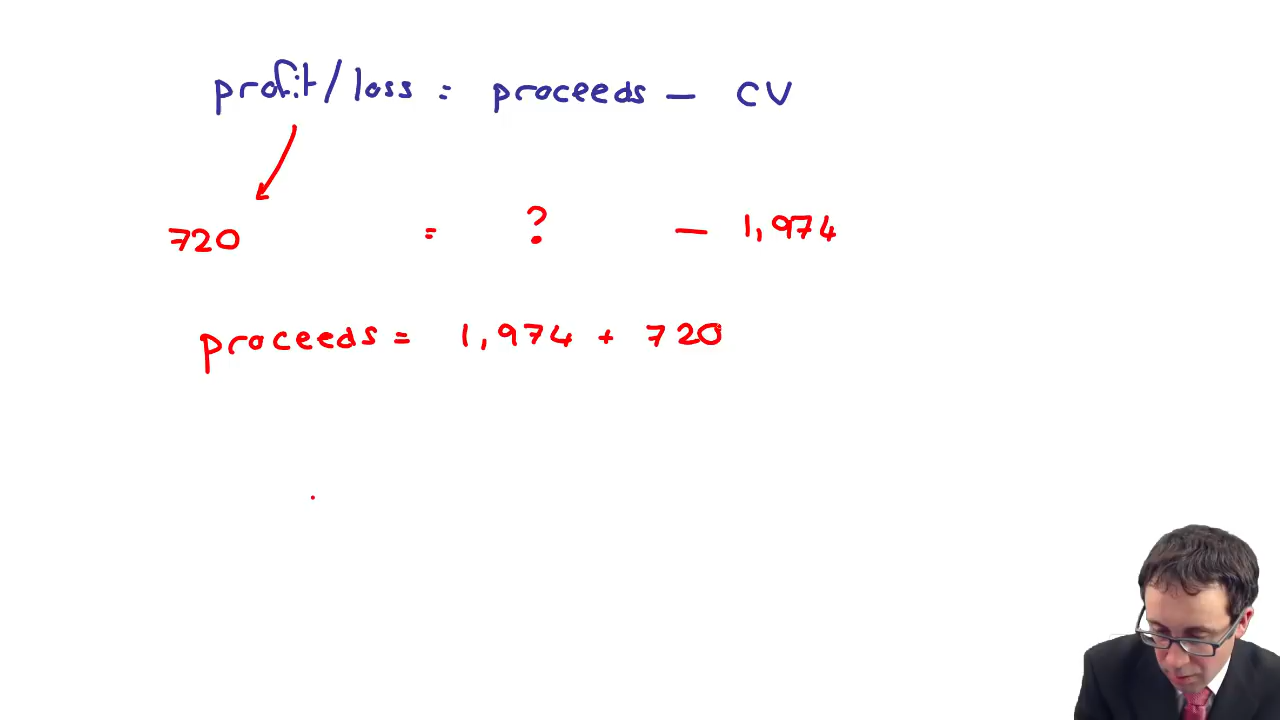 profit/loss = proceeds - CV
720 = ? - 1,974
proceeds = 1,974 + 720